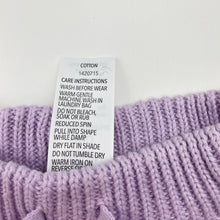 COTTON
1420715
CARE INSTRUCTIONS
WASH BEFORE WEAR
WARM GENTLE
MACHINE WASH IN
LAUNDRY BAG
DO NOT BLEACH,
SOAK OR RUB
REDUCED SPIN
PULL INTO SHAPE
WHILE DAMP
DRY FLAT IN SHADE
DO NOT TUMBLE DRY
WARM IRON ON
REVERSE